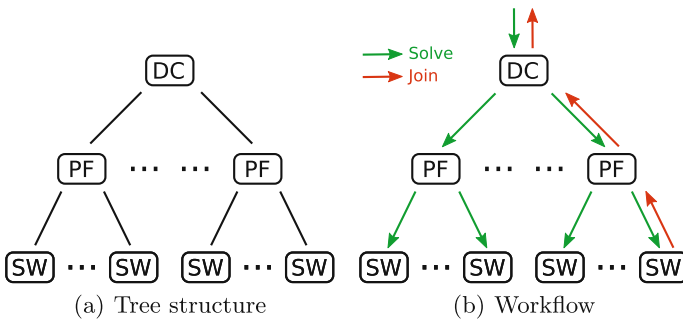 DC
PF ... ... PF
SW ... SW SW ... SW
(a) Tree structure
Solve
Join
DC
PF ... ... PF
SW ... SW SW ... SW
(b) Workflow